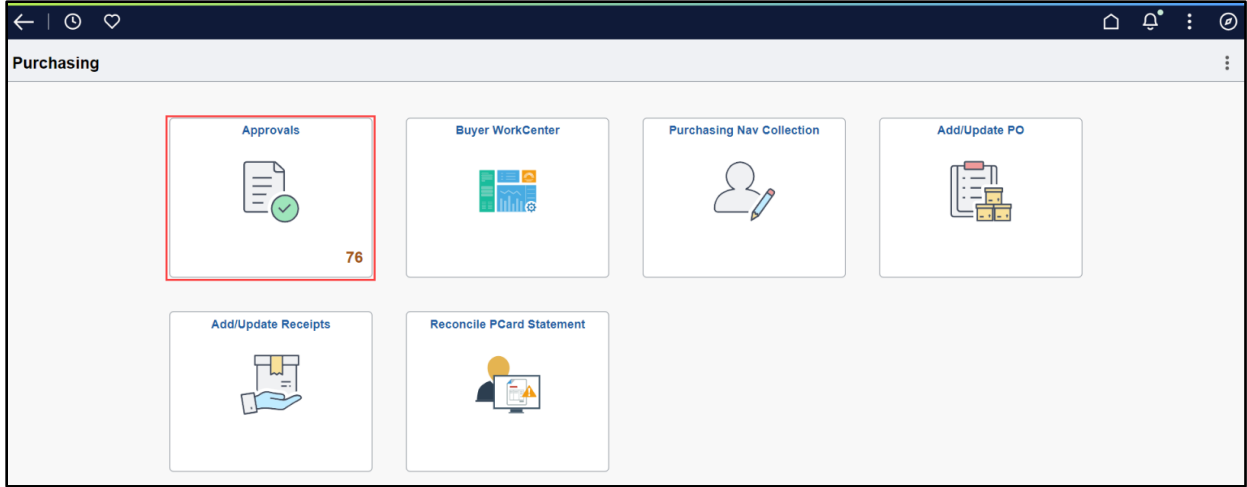 Purchasing
Approvals
Buyer WorkCenter
Purchasing Nav Collection
Add/Update PO
76
Add/Update Receipts
Reconcile PCard Statement